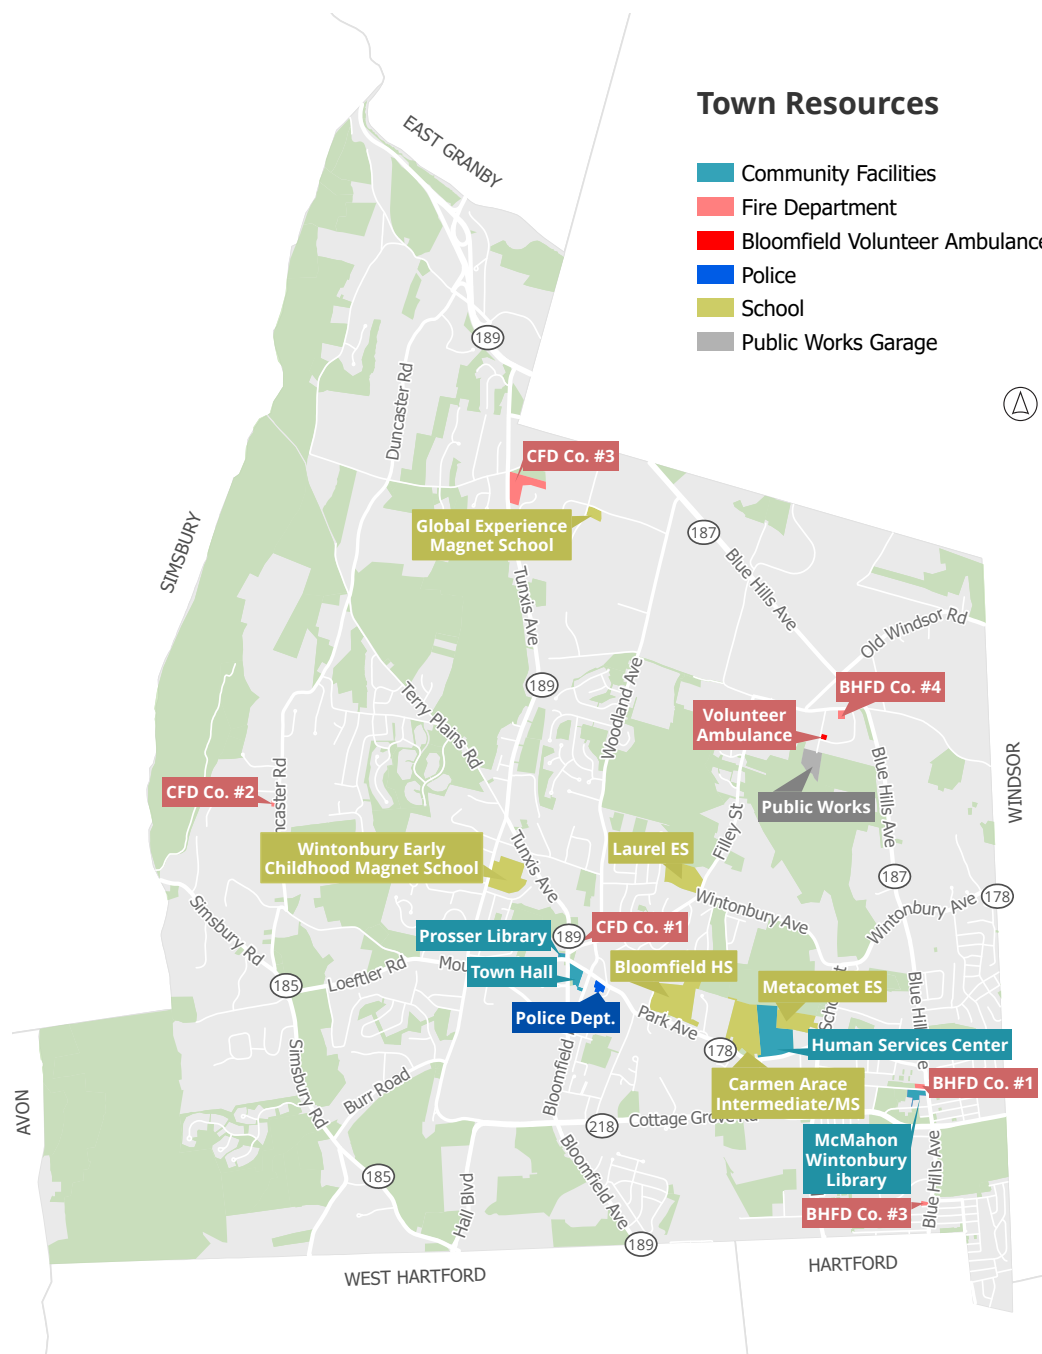 Town Resources
Community Facilities
Fire Department
Bloomfield Volunteer Ambulance
Police
School
Public Works Garage
EAST GRANBY
189
Duncaster Rd
CFD Co. #3
Global Experience
Magnet School
187
SIMSBURY
Blue Hills Ave
Tunxis Ave
Old Windsor Rd
189
BHFD Co. #4
Woodland Ave
Volunteer
Ambulance
Terry Plains Rd
WINDSOR
Blue Hills Ave
CFD Co. #2
ncaster Rd
Public Works
Filley St
Wintonbury Early
Childhood Magnet School
Laurel ES
Tunxis Ave
187
178
Wintonbury Ave
Wintonbury Ave
Simsbury Rd
CFD Co. #1
189
Prosser Library
Town Hall
Loeffler Rd
Mou
Bloomfield HS
185
Metacomet ES
Police Dept.
Park Ave
178
Human Services Center
Simsbury Rd
Bloomfield
Burr Road
Carmen Arace
Intermediate/MS
BHFD Co. #1
AVON
218
Cottage Grove Rd
McMahon
Wintonbury
Library
Bloomfield Ave
185
Hall Blvd
Blue Hills Ave
BHFD Co. #3
189
WEST HARTFORD
HARTFORD